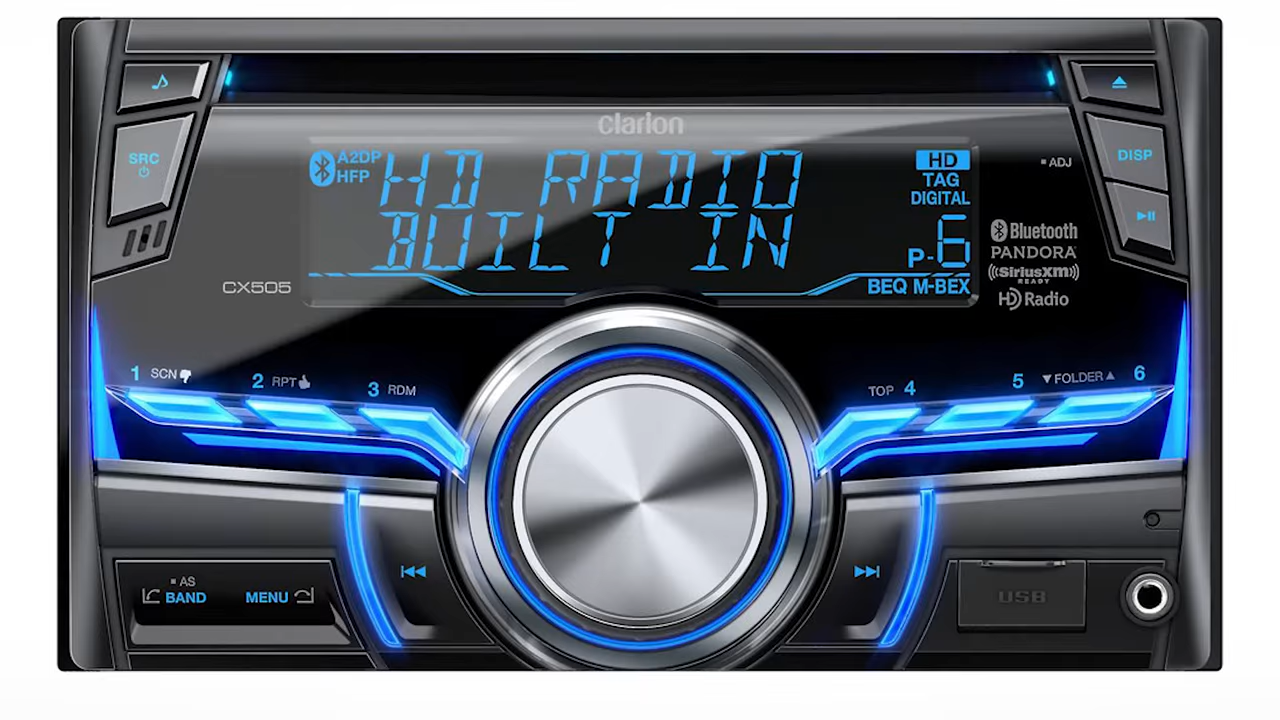 clarion
SRC
A2DP
HFP
HD RADIO
BUILT IN
HD
TAG
DIGITAL
P-6
BEQ M-BEX
ADJ
DISP
Bluetooth
PANDORA
SiriusXM
READY
HD Radio
CX505
1 SCN
2 RPT
3 RDM
TOP 4
5 ▼FOLDER▲ 6
AS
BAND
MENU
USB